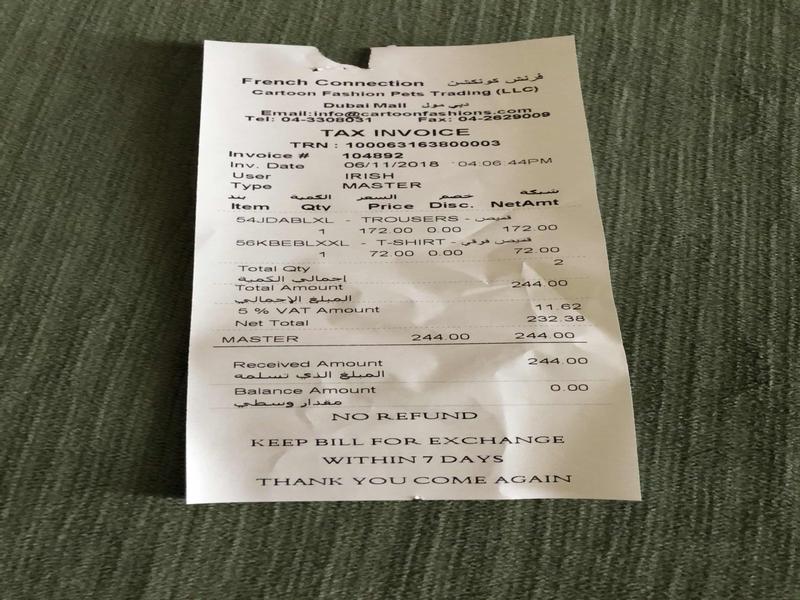 French Connection فرنش كونكشن
Cartoon Fashion Pets Trading (LLC)
Dubai Mall دبي مول
Email:info@cartoonfashions.com
Tel: 04-3308031 Fax: 04-2629009
TAX INVOICE
TRN : 100063163800003
Invoice # 104892
Inv. Date 06/11/2018 04:06:44PM
User IRISH
Type MASTER
بند الكمية السعر خصم شبكة
Item Qty Price Disc. NetAmt
54JDABLXL - TROUSERS - قميص
1 172.00 0.00 172.00
56KBEBLXXL - T-SHIRT - قميص فوقي
1 72.00 0.00 72.00
Total Qty 2
إجمالي الكمية
Total Amount 244.00
المبلغ الإجمالي
5 % VAT Amount 11.62
Net Total 232.38
MASTER 244.00 244.00
Received Amount 244.00
المبلغ الذي تسلمه
Balance Amount 0.00
مقدار وسطي
NO REFUND
KEEP BILL FOR EXCHANGE
WITHIN 7 DAYS
THANK YOU COME AGAIN